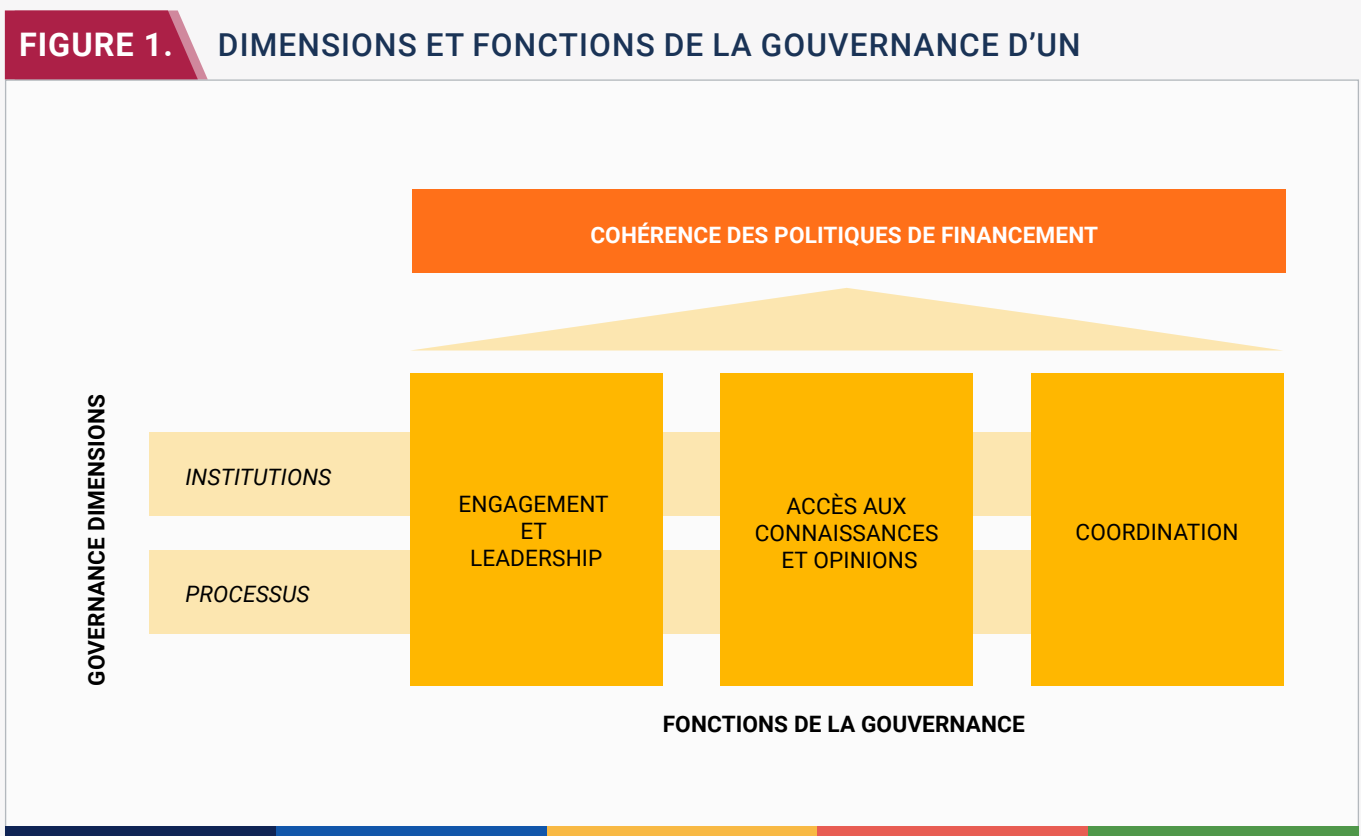 FIGURE 1.
DIMENSIONS ET FONCTIONS DE LA GOUVERNANCE D’UN
COHÉRENCE DES POLITIQUES DE FINANCEMENT
GOVERNANCE DIMENSIONS
INSTITUTIONS
PROCESSUS
ENGAGEMENT
ET
LEADERSHIP
ACCÈS AUX
CONNAISSANCES
ET OPINIONS
COORDINATION
FONCTIONS DE LA GOUVERNANCE